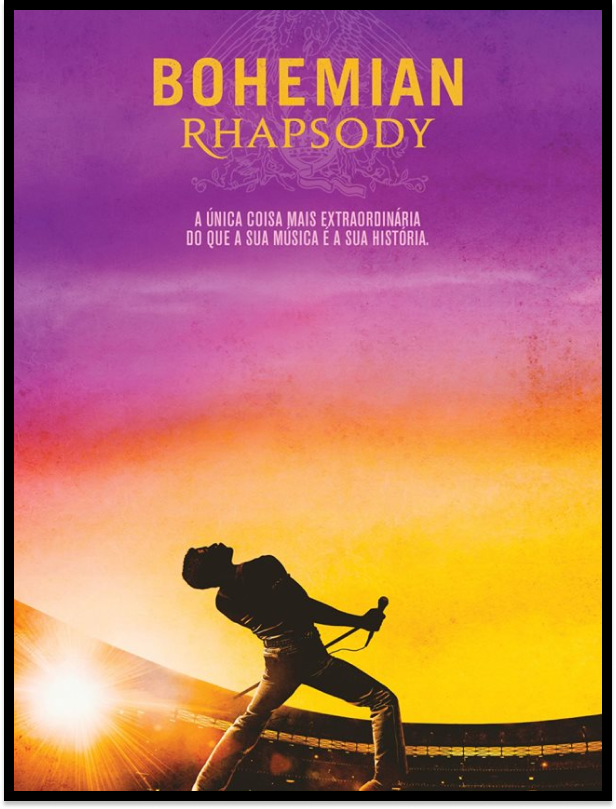 BOHEMIAN
RHAPSODY
A ÚNICA COISA MAIS EXTRAORDINÁRIA
DO QUE A SUA MÚSICA É A SUA HISTÓRIA.